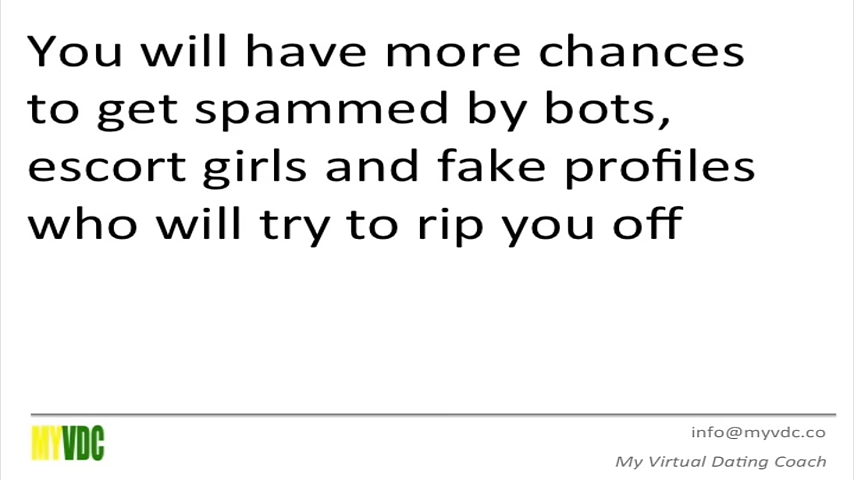 You will have more chances
to get spammed by bots,
escort girls and fake profiles
who will try to rip you off
MYVDC
info@myvdc.co
My Virtual Dating Coach